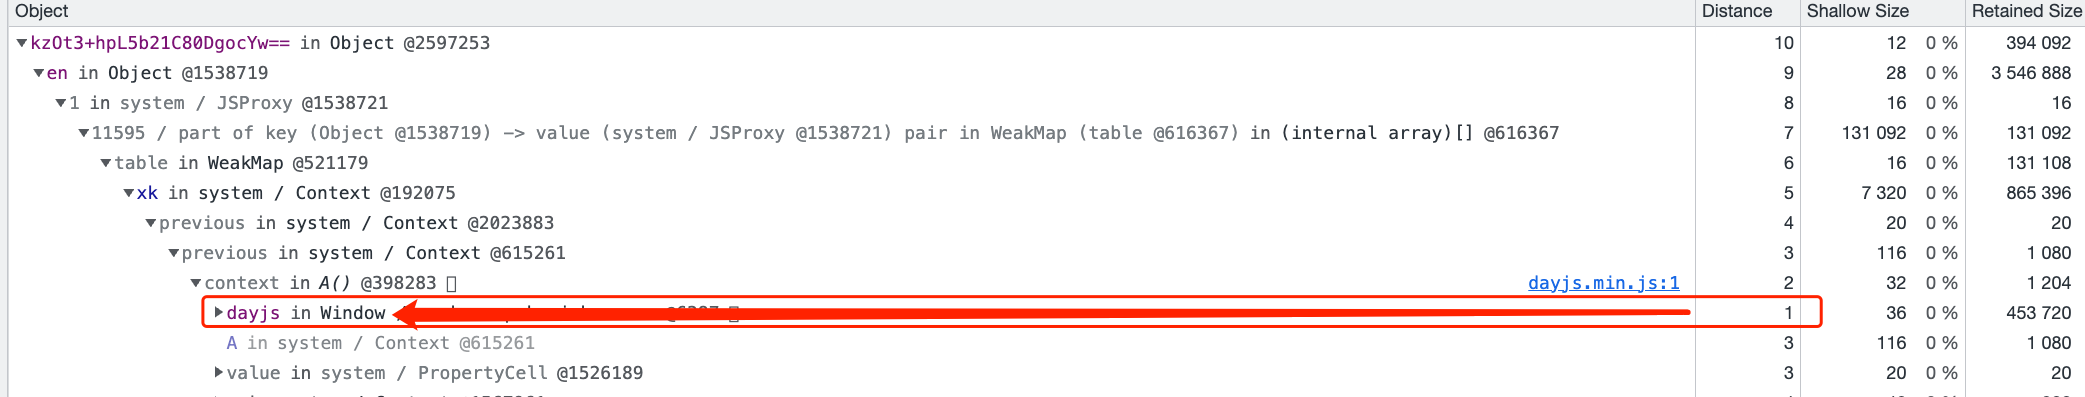 Object Distance Shallow Size Retained Size
▼kzOt3+hpL5b21C80DgocYw== in Object @2597253 10 12 0 % 394 092
▼en in Object @1538719 9 28 0 % 3 546 888
▼1 in system / JSProxy @1538721 8 16 0 % 16
▼11595 / part of key (Object @1538719) -> value (system / JSProxy @1538721) pair in WeakMap (table @616367) in (internal array)[] @616367 7 131 092 0 % 131 092
▼table in WeakMap @521179 6 16 0 % 131 108
▼xk in system / Context @192075 5 7 320 0 % 865 396
▼previous in system / Context @2023883 4 20 0 % 20
▼previous in system / Context @615261 3 116 0 % 1 080
▼context in A() @398283 dayjs.min.js:1 2 32 0 % 1 204
▶dayjs in Window 1 36 0 % 453 720
A in system / Context @615261 3 116 0 % 1 080
▶value in system / PropertyCell @1526189 3 20 0 % 20